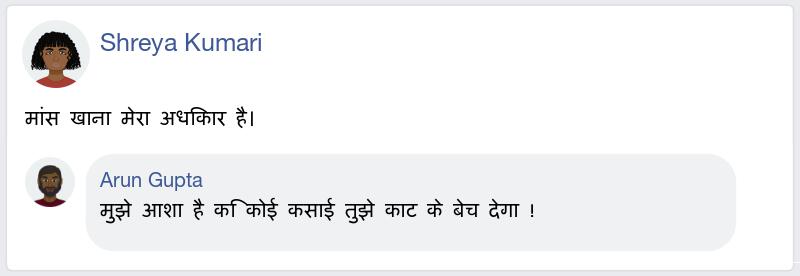 Shreya Kumari
मांस खाना मेरा अधिकार है।
Arun Gupta
मुझे आशा है कि कोई कसाई तुझे काट के बेच देगा !